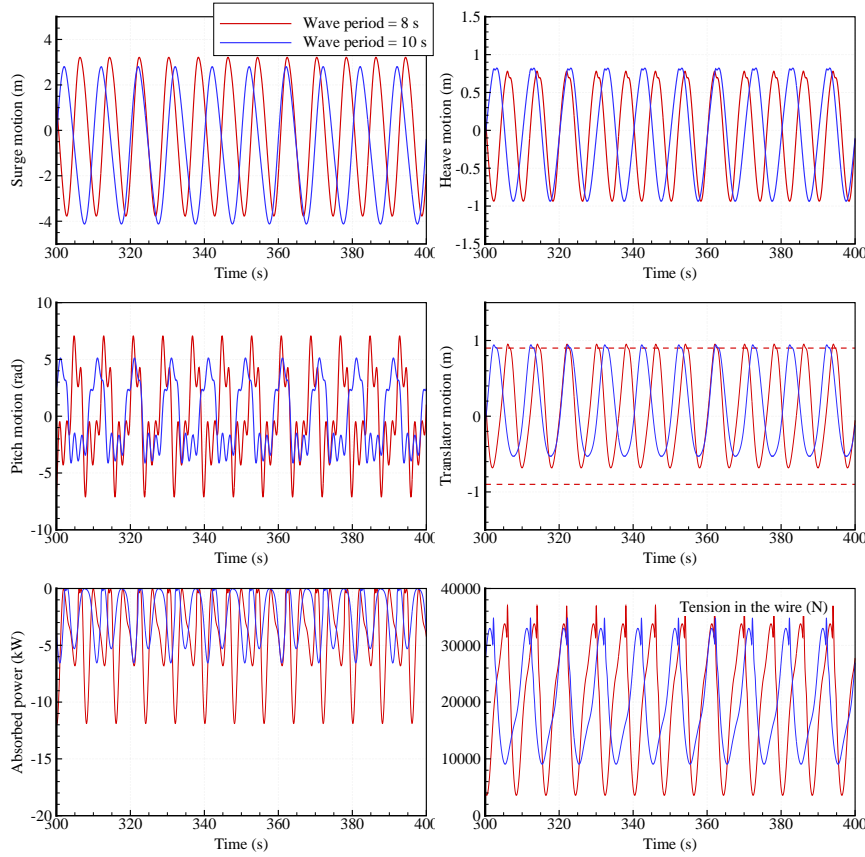 Wave period = 8 s
Wave period = 10 s
Surge motion (m)
4
2
0
-2
-4
300 320 340 360 380 400
Time (s)
Heave motion (m)
1.5
1
0.5
0
-0.5
-1
-1.5
300 320 340 360 380 400
Time (s)
Pitch motion (rad)
10
5
0
-5
-10
300 320 340 360 380 400
Time (s)
Translator motion (m)
1
0
-1
300 320 340 360 380 400
Time (s)
Absorbed power (kW)
0
-5
-10
-15
-20
300 320 340 360 380 400
Time (s)
Tension in the wire (N)
40000
30000
20000
10000
0
300 320 340 360 380 400
Time (s)